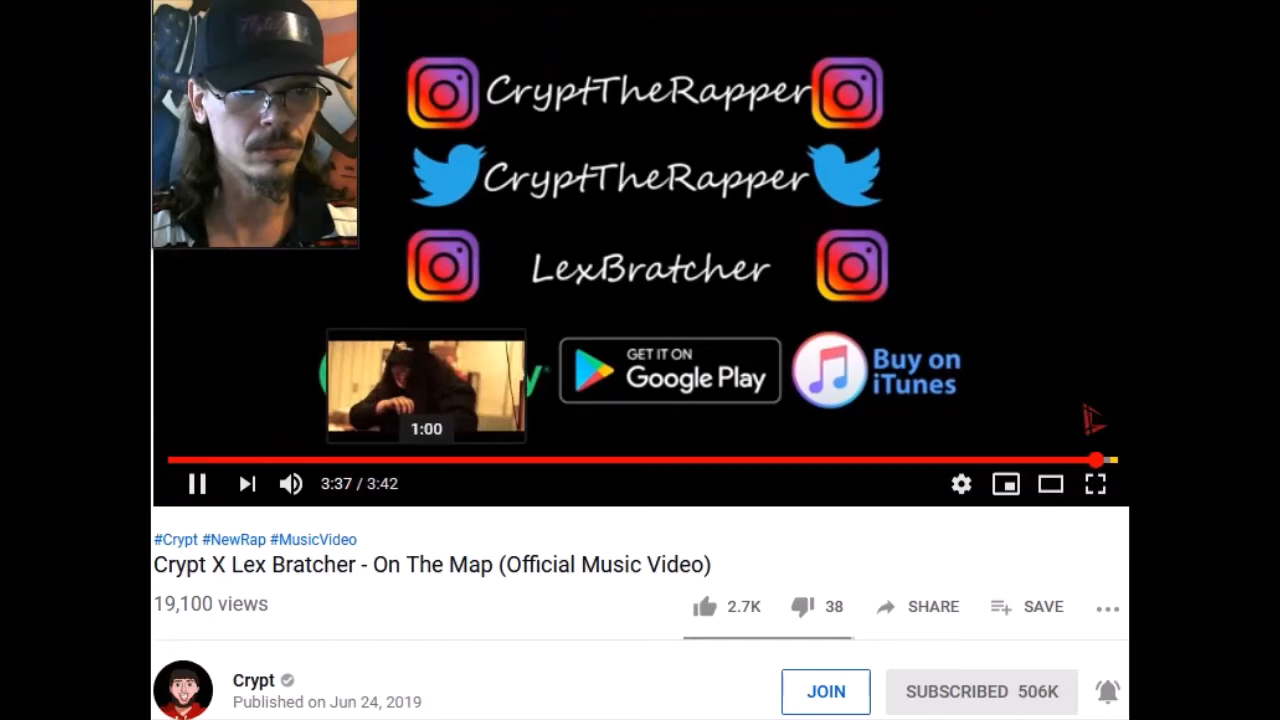 CryptTheRapper
CryptTheRapper
LexBratcher
GET IT ON
Google Play
Buy on
iTunes
1:00
3:37 / 3:42
#Crypt #NewRap #MusicVideo
Crypt X Lex Bratcher - On The Map (Official Music Video)
19,100 views
2.7K
38
SHARE
SAVE
Crypt
Published on Jun 24, 2019
JOIN
SUBSCRIBED 506K